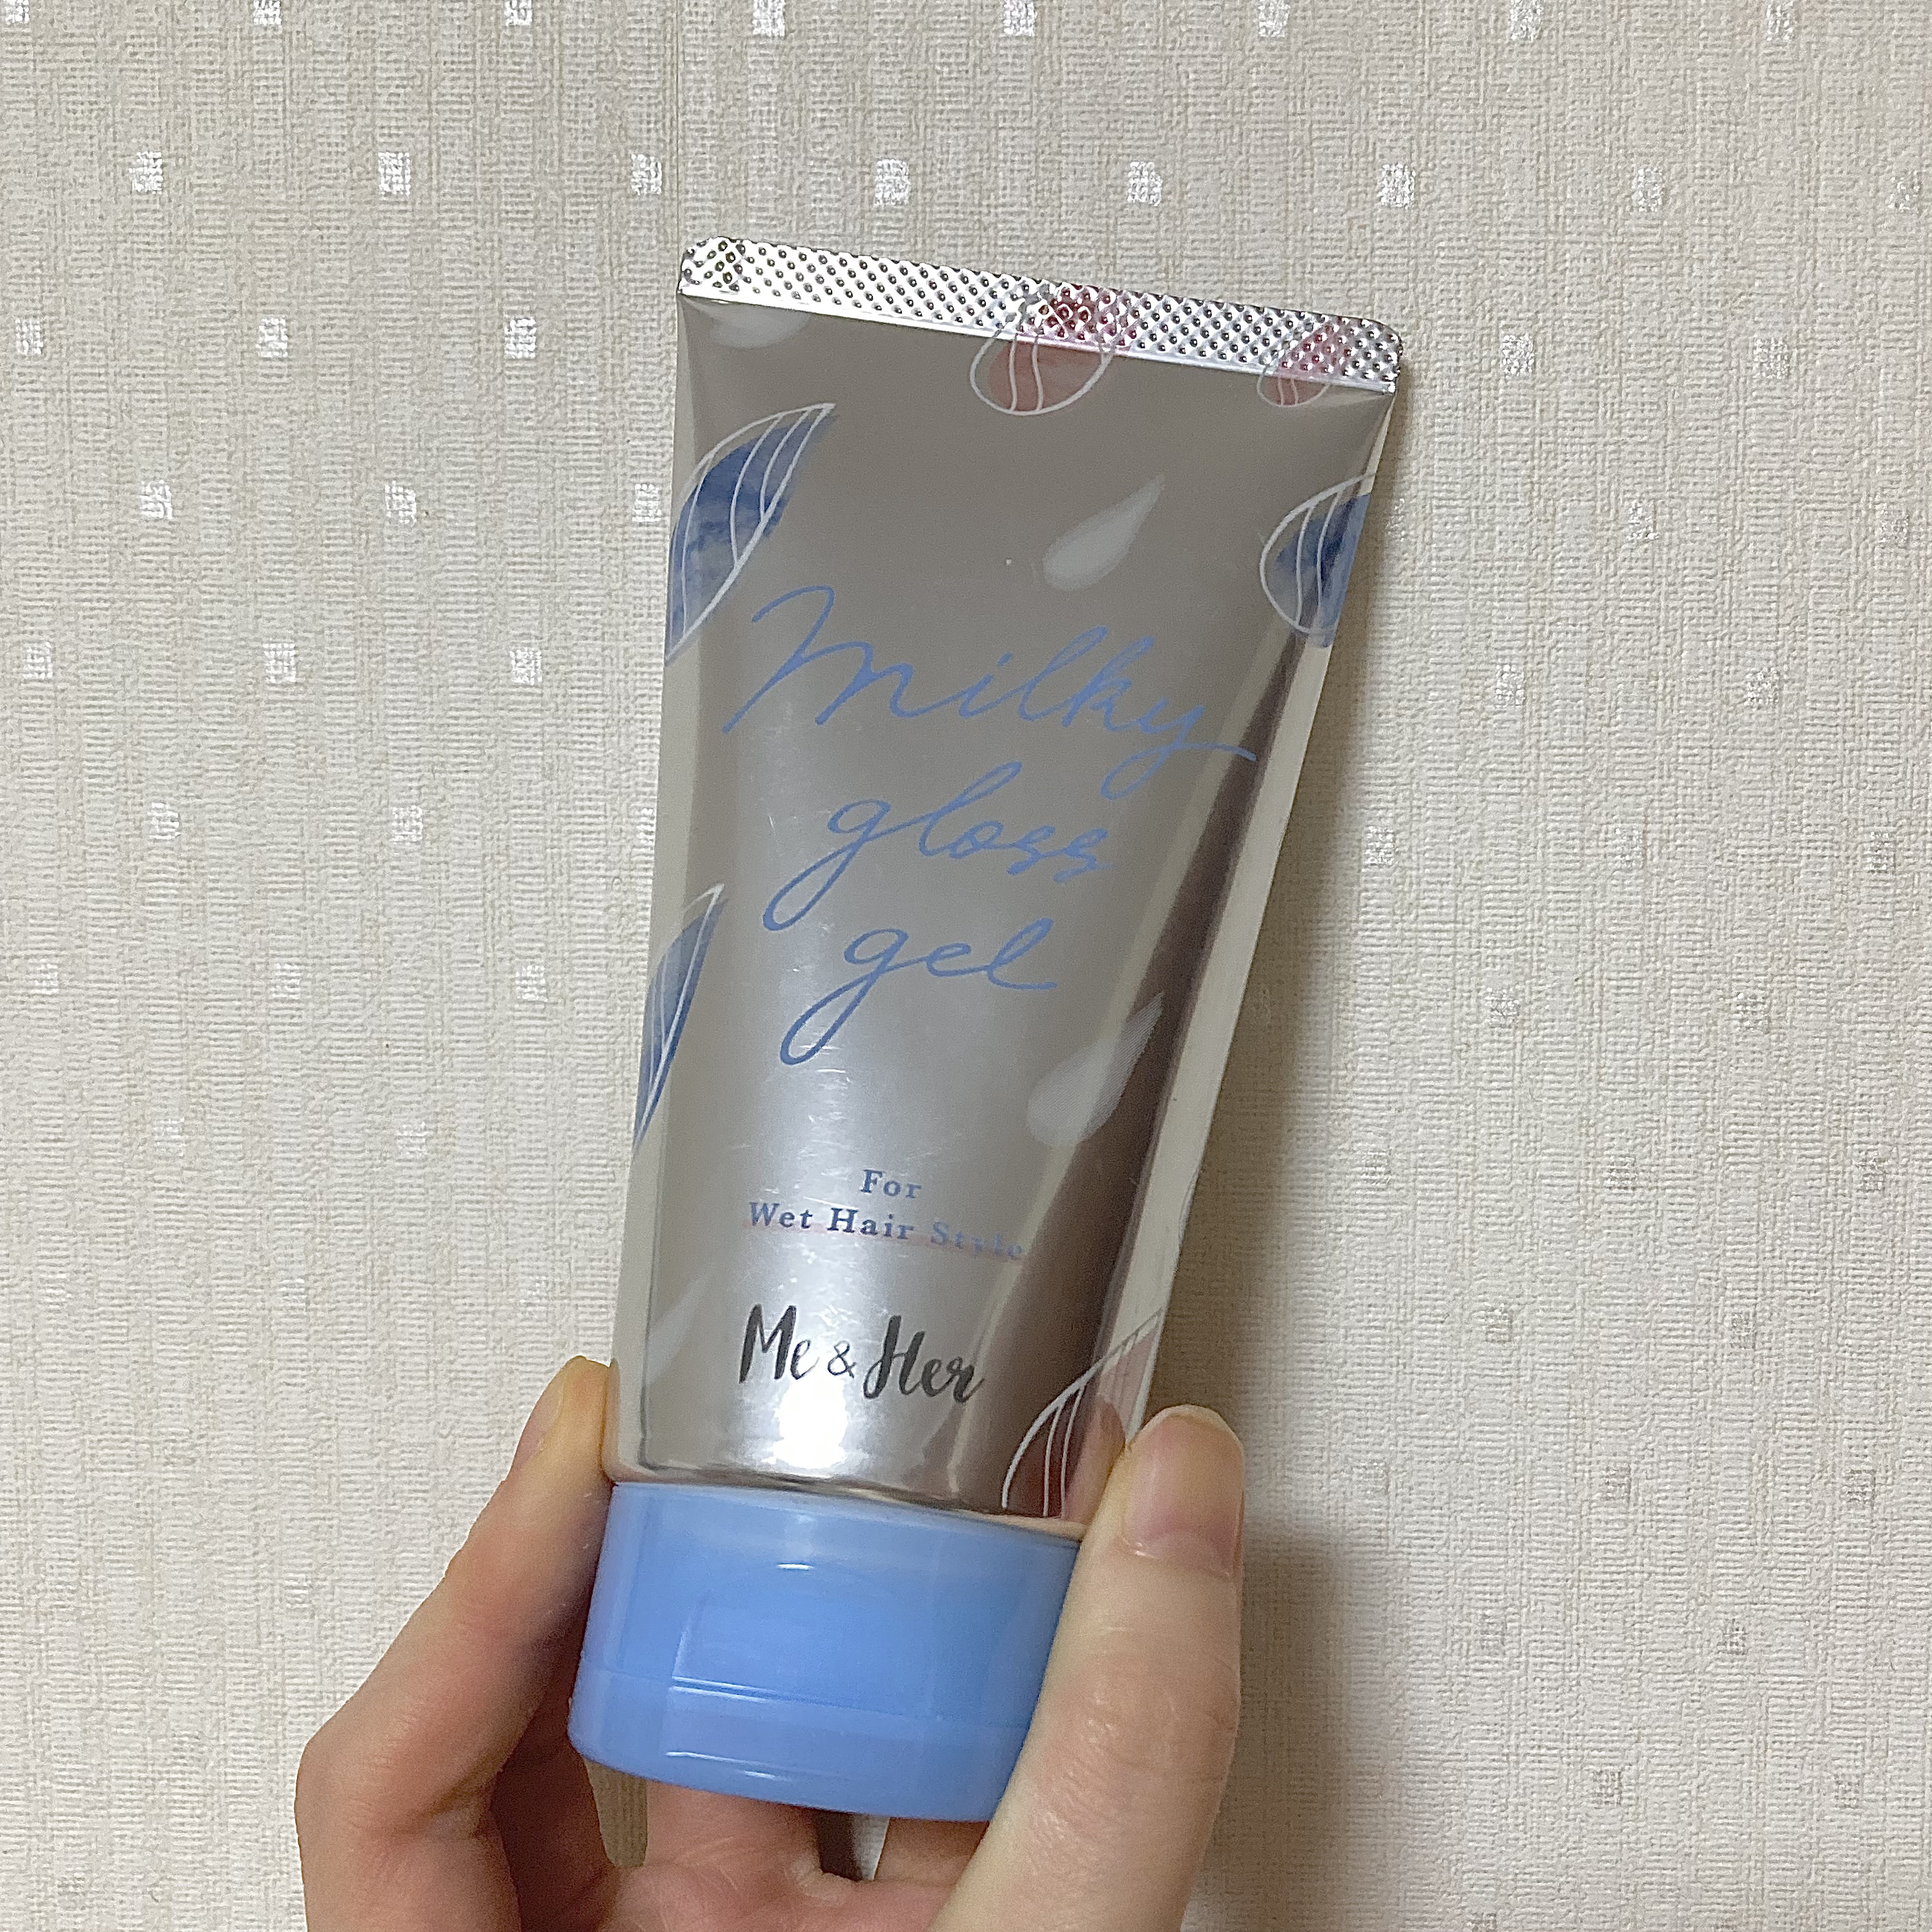 milky
gloss
gel
For
Wet Hair Style
Me & Her